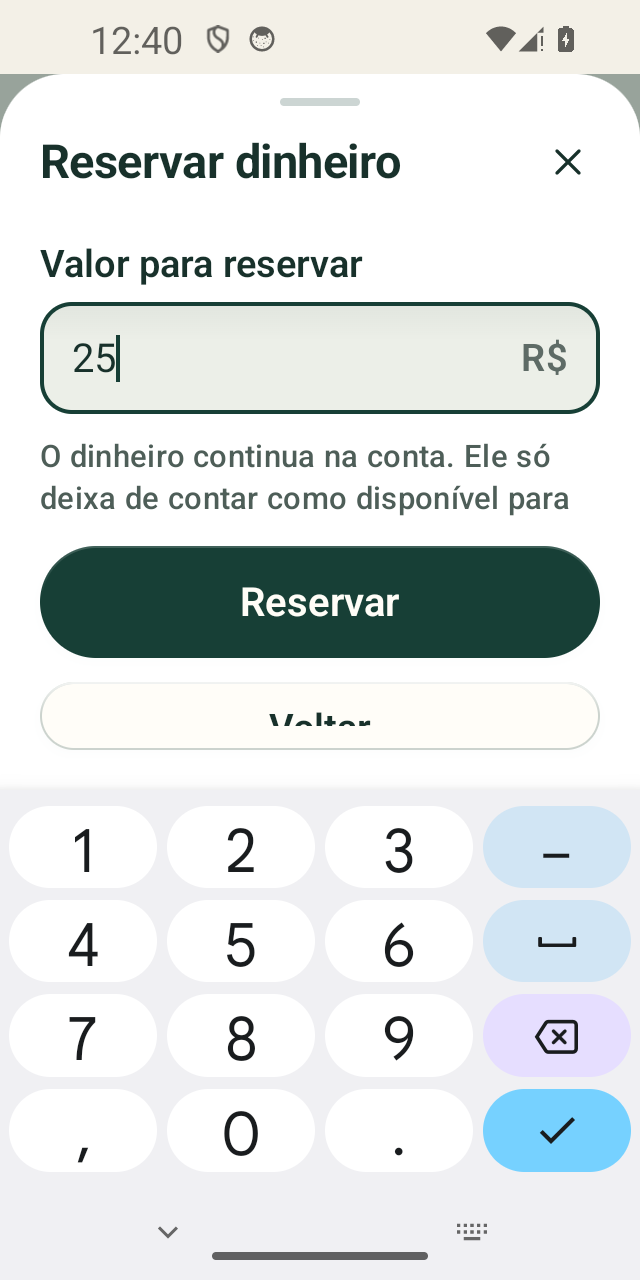 12:40
Reservar dinheiro
Valor para reservar
25 R$
O dinheiro continua na conta. Ele só
deixa de contar como disponível para
Reservar
Voltar
1 2 3 –
4 5 6
7 8 9
, 0 .